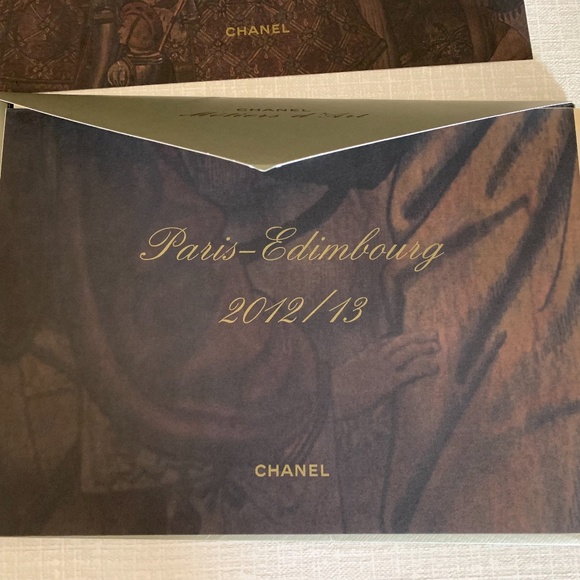 CHANEL
CHANEL
Métiers d'Art
Paris–Edimbourg
2012/13
CHANEL